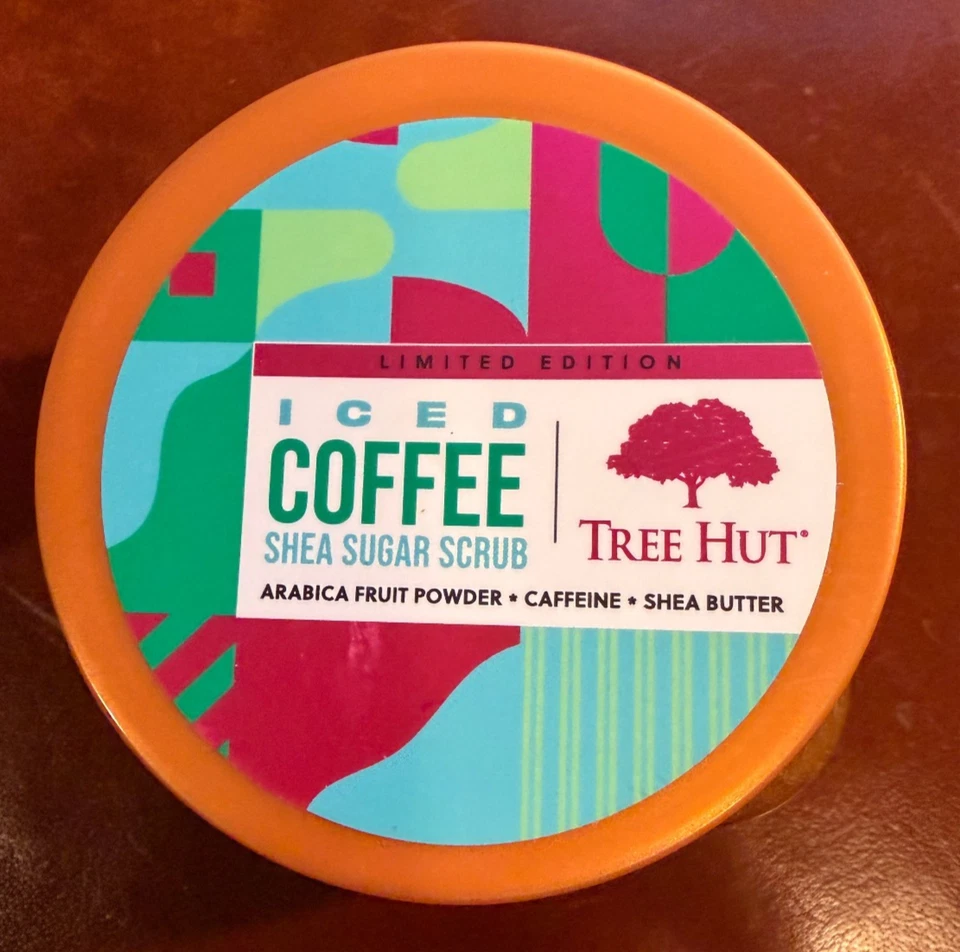 LIMITED EDITION
ICED
COFFEE
SHEA SUGAR SCRUB
TREE HUT®
ARABICA FRUIT POWDER * CAFFEINE * SHEA BUTTER